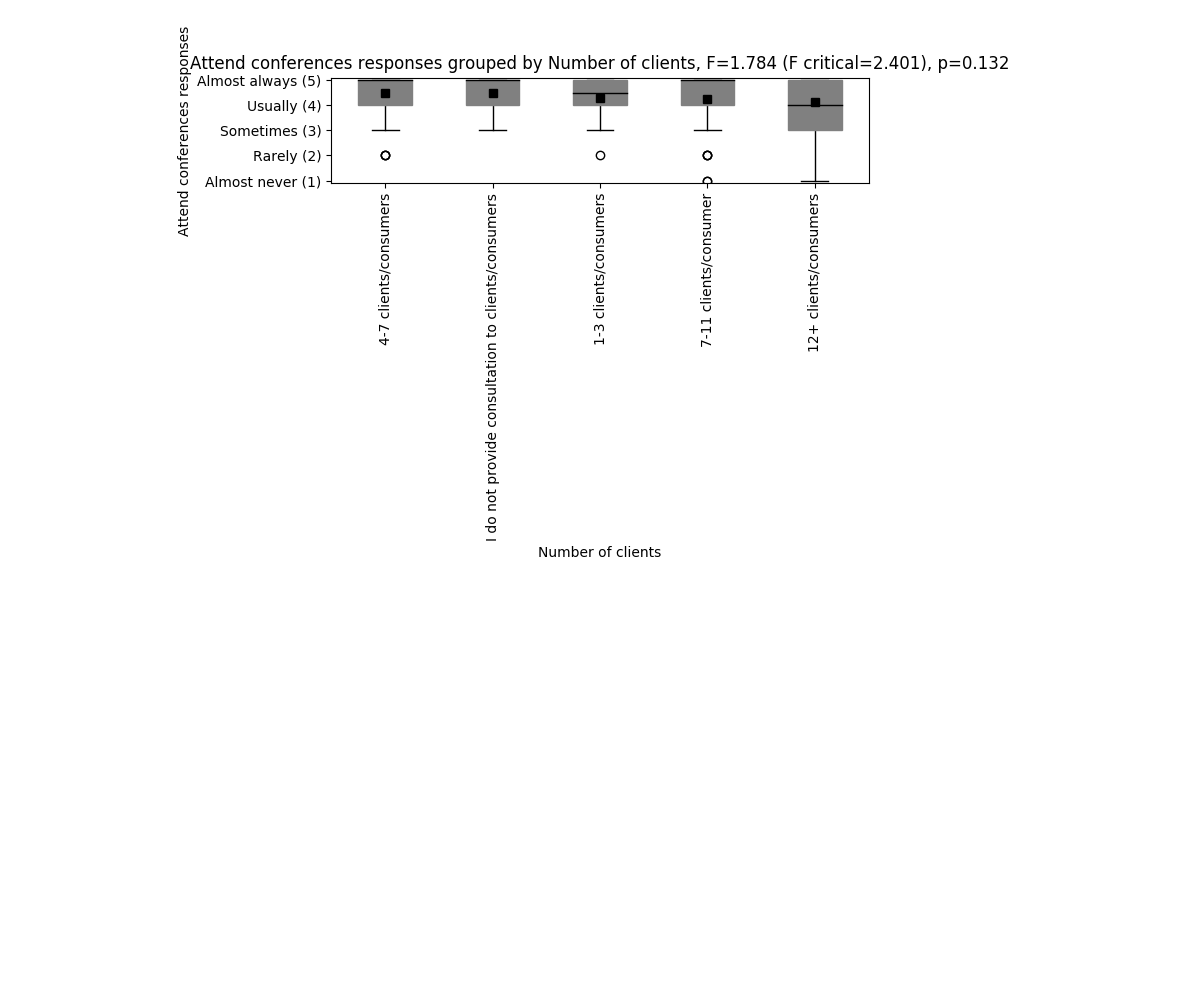 Attend conferences responses grouped by Number of clients, F=1.784 (F critical=2.401), p=0.132
Attend conferences responses
Almost always (5)
Usually (4)
Sometimes (3)
Rarely (2)
Almost never (1)
4-7 clients/consumers
I do not provide consultation to clients/consumers
1-3 clients/consumers
7-11 clients/consumer
12+ clients/consumers
Number of clients